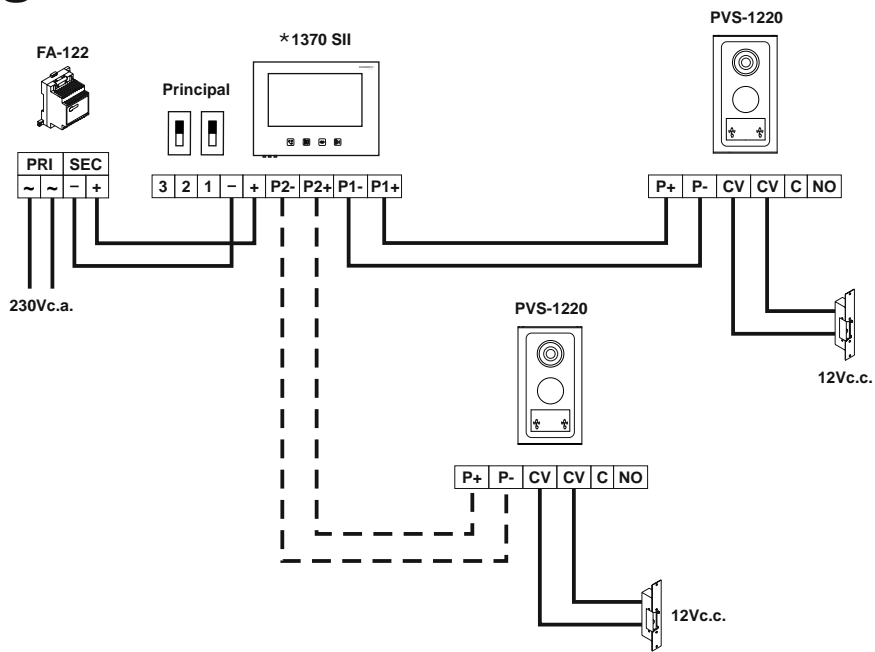 PVS-1220
*1370 SII
FA-122
Principal
PRI SEC
~ ~ – +
3 2 1 – + P2- P2+ P1- P1+
P+ P- CV CV C NO
230Vc.a.
12Vc.c.
PVS-1220
P+ P- CV CV C NO
12Vc.c.